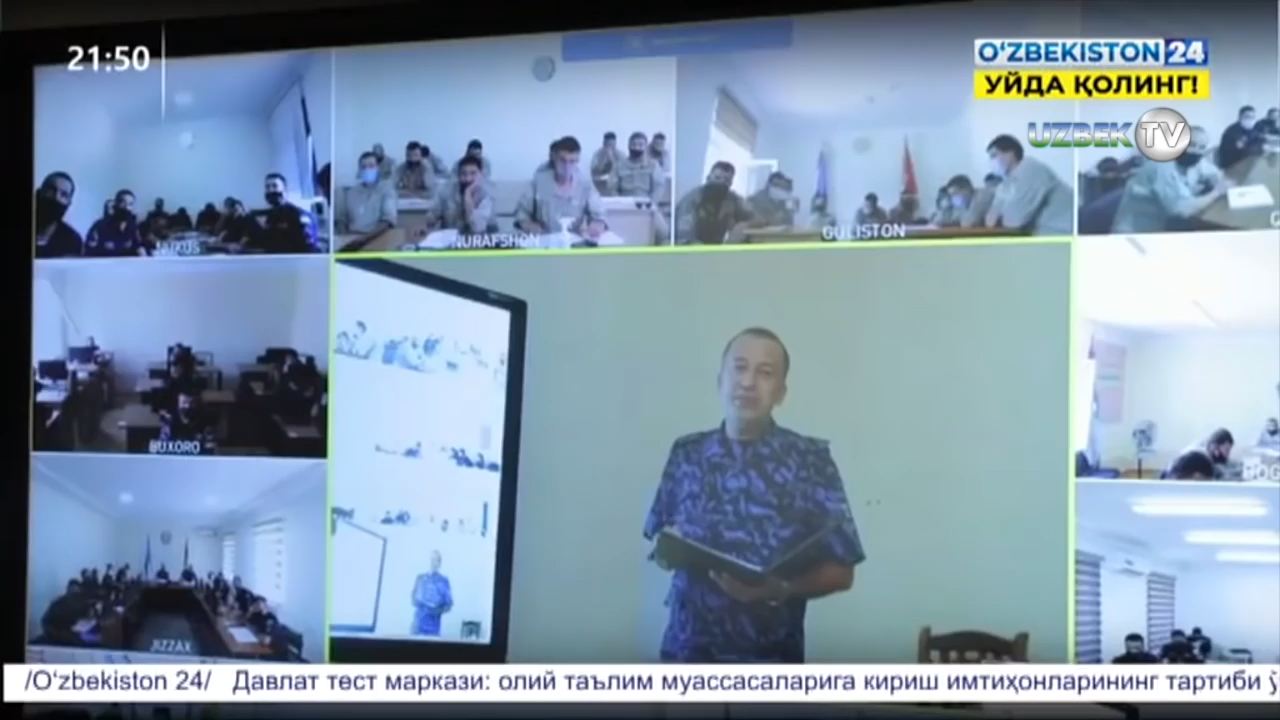 21:50
O‘ZBEKISTON 24
УЙДА ҚОЛИНГ!
UZBEK TV
NUKUS
NURAFSHON
GULISTON
BUXORO
JIZZAX
/O‘zbekiston 24/ Давлат тест маркази: олий таълим муассасаларига кириш имтиҳонларининг тартиби